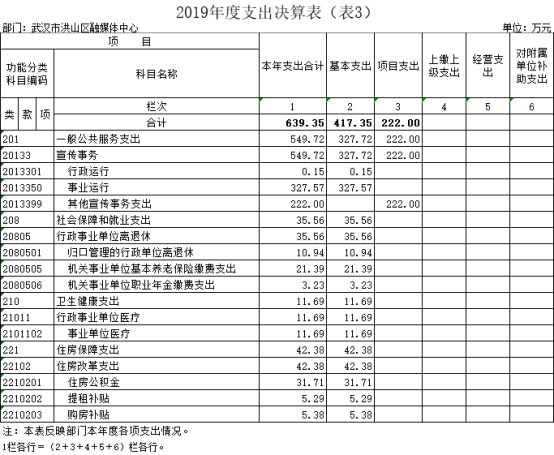 2019年度支出决算表（表3）
部门：武汉市洪山区融媒体中心 单位：万元
项 目 本年支出合计 基本支出 项目支出 上缴上级支出 经营支出 对附属单位补助支出
功能分类科目编码 科目名称
类 款 项 栏次 1 2 3 4 5 6
合计 639.35 417.35 222.00
201 一般公共服务支出 549.72 327.72 222.00
20133 宣传事务 549.72 327.72 222.00
2013301 行政运行 0.15 0.15
2013350 事业运行 327.57 327.57
2013399 其他宣传事务支出 222.00 222.00
208 社会保障和就业支出 35.56 35.56
20805 行政事业单位离退休 35.56 35.56
2080501 归口管理的行政单位离退休 10.94 10.94
2080505 机关事业单位基本养老保险缴费支出 21.39 21.39
2080506 机关事业单位职业年金缴费支出 3.23 3.23
210 卫生健康支出 11.69 11.69
21011 行政事业单位医疗 11.69 11.69
2101102 事业单位医疗 11.69 11.69
221 住房保障支出 42.38 42.38
22102 住房改革支出 42.38 42.38
2210201 住房公积金 31.71 31.71
2210202 提租补贴 5.29 5.29
2210203 购房补贴 5.38 5.38
注：本表反映部门本年度各项支出情况。
1栏各行＝（2＋3＋4＋5＋6）栏各行。